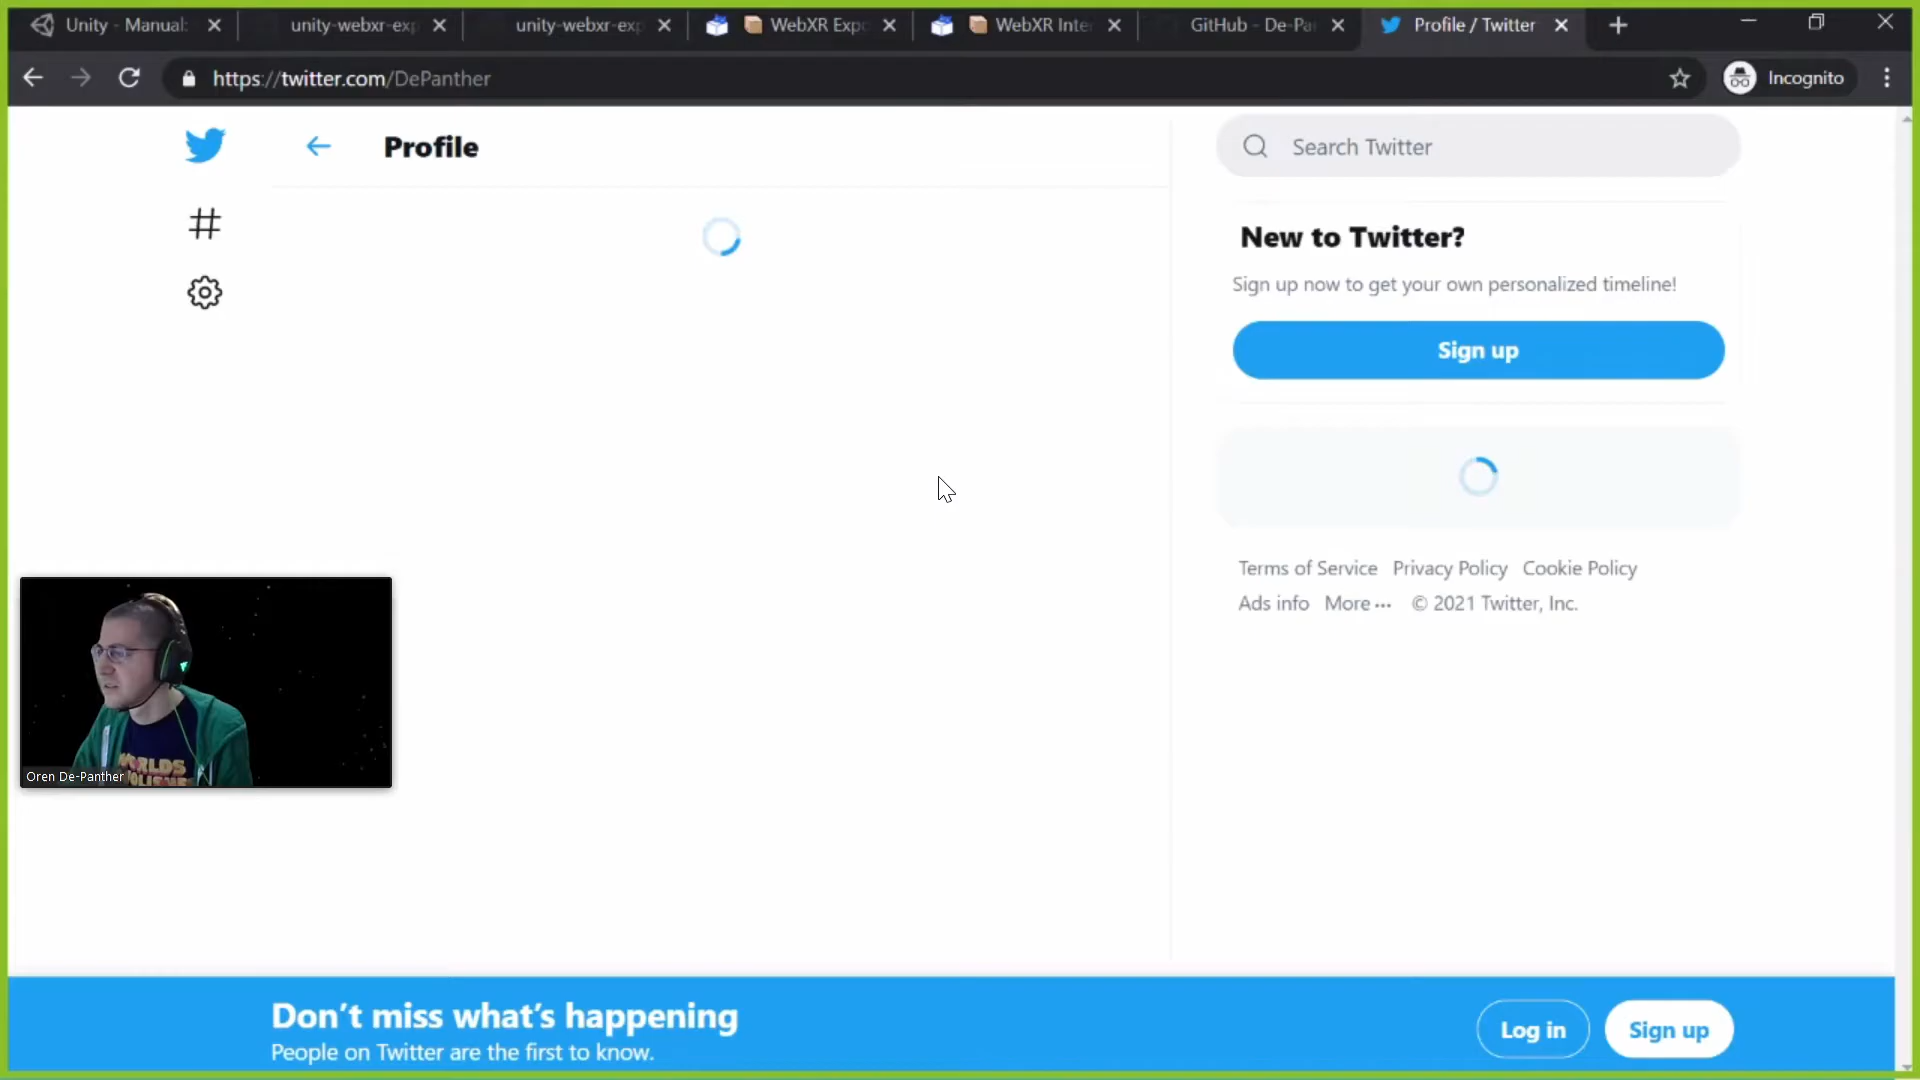 Unity - Manual:
unity-webxr-exp
unity-webxr-exp
WebXR Expo
WebXR Inte
GitHub - De-Pa
Profile / Twitter
https://twitter.com/DePanther
Incognito
Profile
Search Twitter
New to Twitter?
Sign up now to get your own personalized timeline!
Sign up
Terms of Service Privacy Policy Cookie Policy
Ads info More ··· © 2021 Twitter, Inc.
WORLDS
Oren De-Panther
Don't miss what's happening
People on Twitter are the first to know.
Log in
Sign up